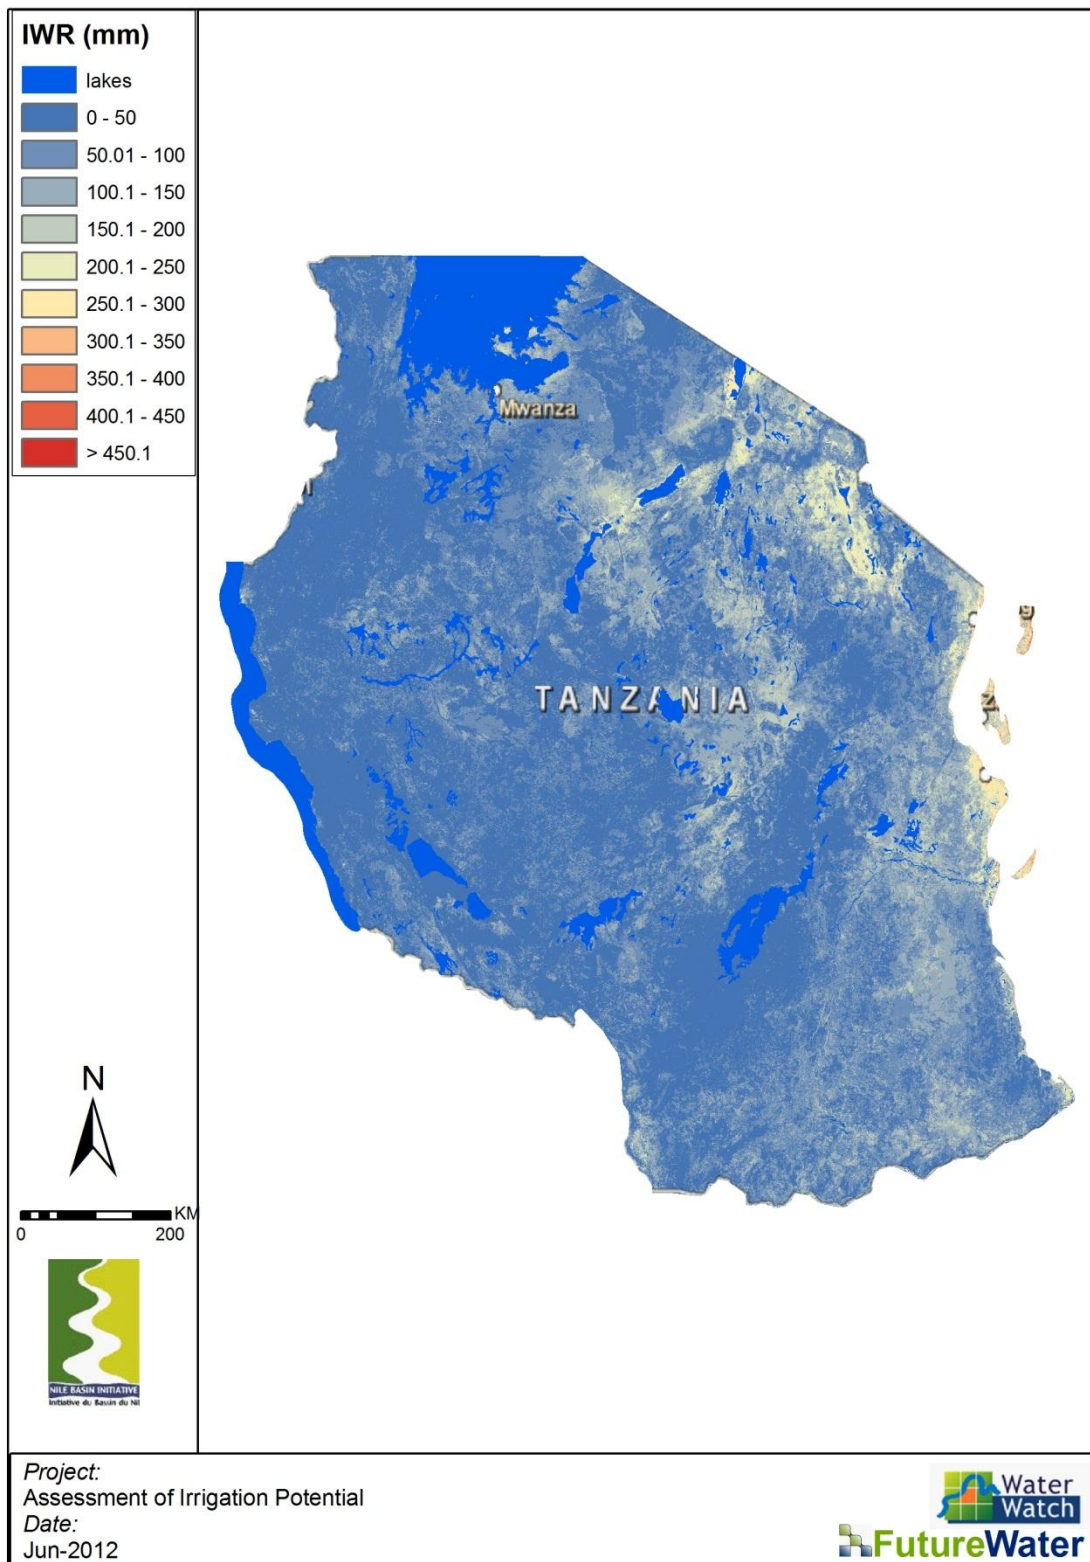 IWR (mm)
lakes
0 - 50
50.01 - 100
100.1 - 150
150.1 - 200
200.1 - 250
250.1 - 300
300.1 - 350
350.1 - 400
400.1 - 450
> 450.1
Mwanza
TANZANIA
N
KM
0 200
NILE BASIN INITIATIVE
Initiative du Bassin du Nil
Project:
Assessment of Irrigation Potential
Date:
Jun-2012
Water
Watch
FutureWater